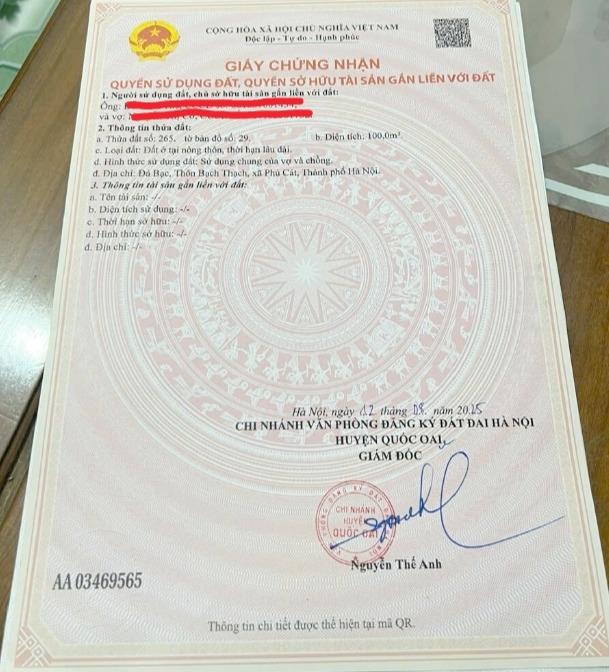 CỘNG HÒA XÃ HỘI CHỦ NGHĨA VIỆT NAM
Độc lập - Tự do - Hạnh phúc
GIẤY CHỨNG NHẬN
QUYỀN SỬ DỤNG ĐẤT, QUYỀN SỞ HỮU TÀI SẢN GẮN LIỀN VỚI ĐẤT
1. Người sử dụng đất, chủ sở hữu tài sản gắn liền với đất:
Ông:
và vợ:
2. Thông tin thửa đất:
a. Thửa đất số: 265. tờ bản đồ số: 29. b. Diện tích: 100,0m².
c. Loại đất: Đất ở tại nông thôn, thời hạn lâu dài.
d. Hình thức sử dụng đất: Sử dụng chung của vợ và chồng.
đ. Địa chỉ: Đá Bạc, Thôn Bạch Thạch, xã Phú Cát, Thành phố Hà Nội.
3. Thông tin tài sản gắn liền với đất:
a. Tên tài sản: -/-
b. Diện tích sử dụng: -/-
c. Thời hạn sở hữu: -/-
d. Hình thức sở hữu: -/-
đ. Địa chỉ: -/-
Hà Nội, ngày 12 tháng 08 năm 2025
CHI NHÁNH VĂN PHÒNG ĐĂNG KÝ ĐẤT ĐAI HÀ NỘI
HUYỆN QUỐC OAI
GIÁM ĐỐC
CHI NHÁNH
HUYỆN
QUỐC OAI
Nguyễn Thế Anh
AA 03469565
Thông tin chi tiết được thể hiện tại mã QR.